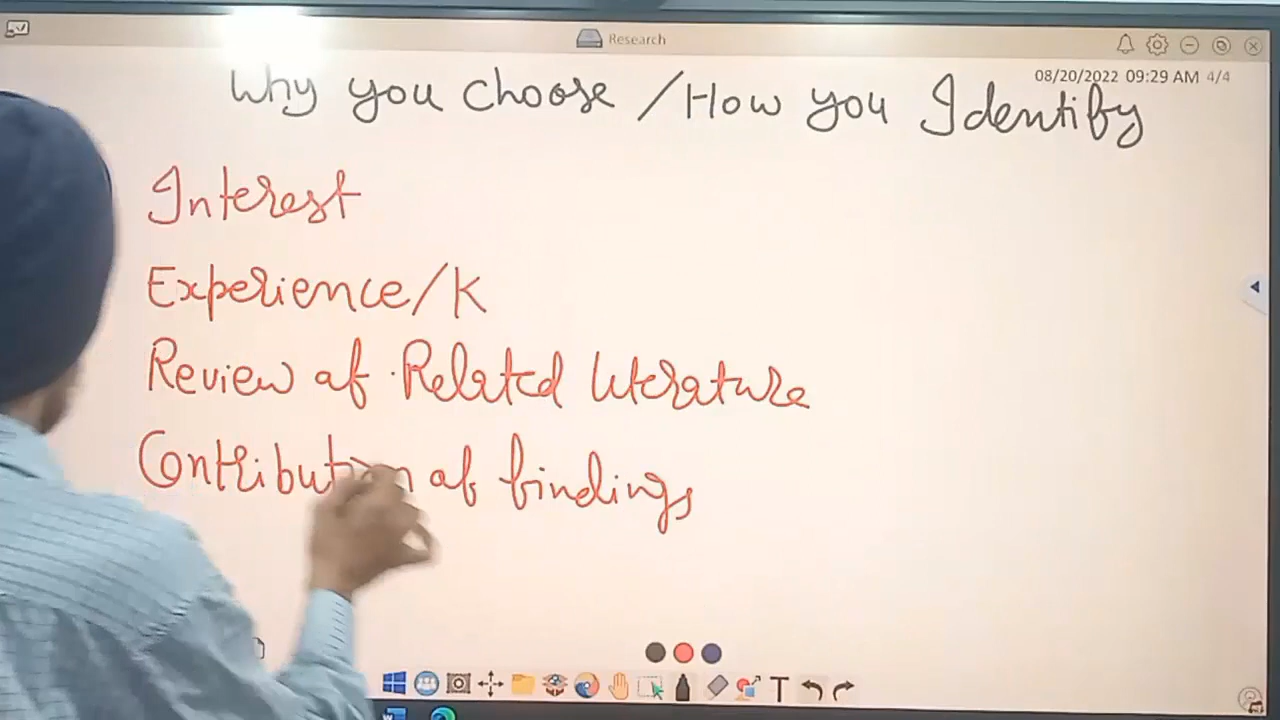 Research
08/20/2022 09:29 AM 4/4
Why you choose / How you Identify
Interest
Experience/K
Review of Related literature
Contribution of findings
T